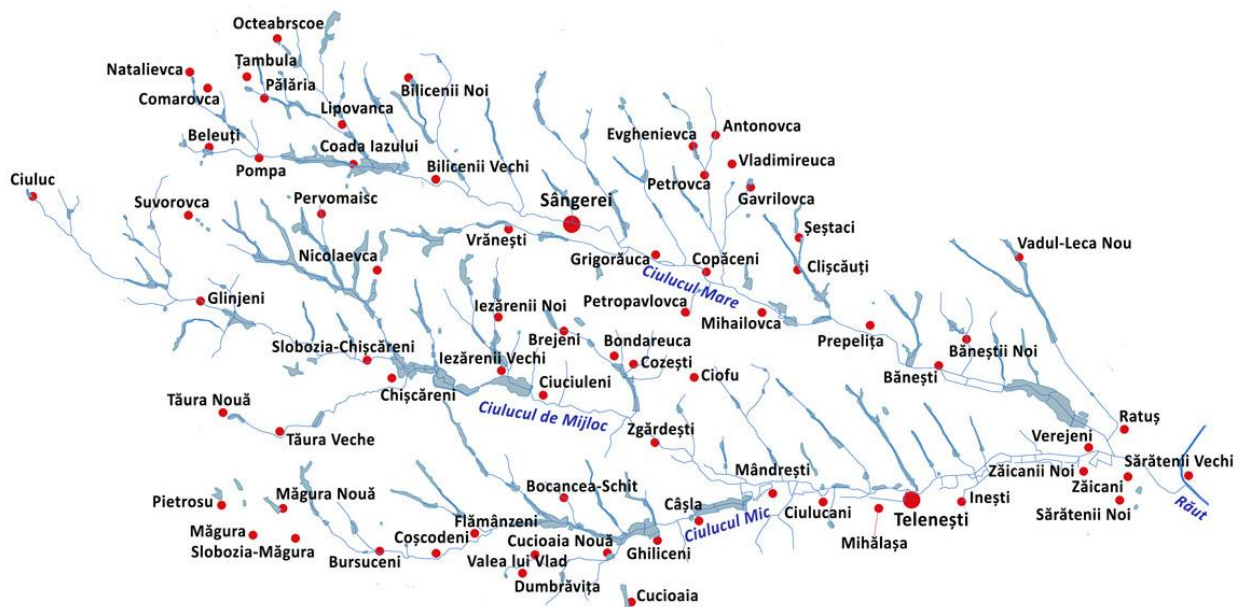 Octeabrscoe
Țambula
Natalievca
Pălăria
Bilicenii Noi
Comarovca
Lipovanca
Antonovca
Evghenievca
Beleuți
Coada Iazului
Vladimireuca
Pompa
Bilicenii Vechi
Ciuluc
Petrovca
Gavrilovca
Suvorovca
Pervomaisc
Sângerei
Șeștaci
Vrănești
Vadul-Leca Nou
Nicolaevca
Grigorăuca
Copăceni
Clișcăuți
Ciulucul Mare
Glinjeni
Iezărenii Noi
Petropavlovca
Mihailovca
Brejeni
Prepelița
Slobozia-Chișcăreni
Iezărenii Vechi
Bondareuca
Băneștii Noi
Cozești
Ciofu
Bănești
Chișcăreni
Ciuciuleni
Tăura Nouă
Ciulucul de Mijloc
Ratuș
Tăura Veche
Zgărdești
Verejeni
Mândrești
Zăicanii Noi
Sărătenii Vechi
Pietrosu
Măgura Nouă
Bocancea-Schit
Zăicani
Câșla
Inești
Răut
Măgura
Flămânzeni
Ciulucul Mic
Ciulucani
Telenești
Sărătenii Noi
Slobozia-Măgura
Coșcodeni
Cucioaia Nouă
Ghiliceni
Mihălașa
Bursuceni
Valea lui Vlad
Dumbrăvița
Cucioaia